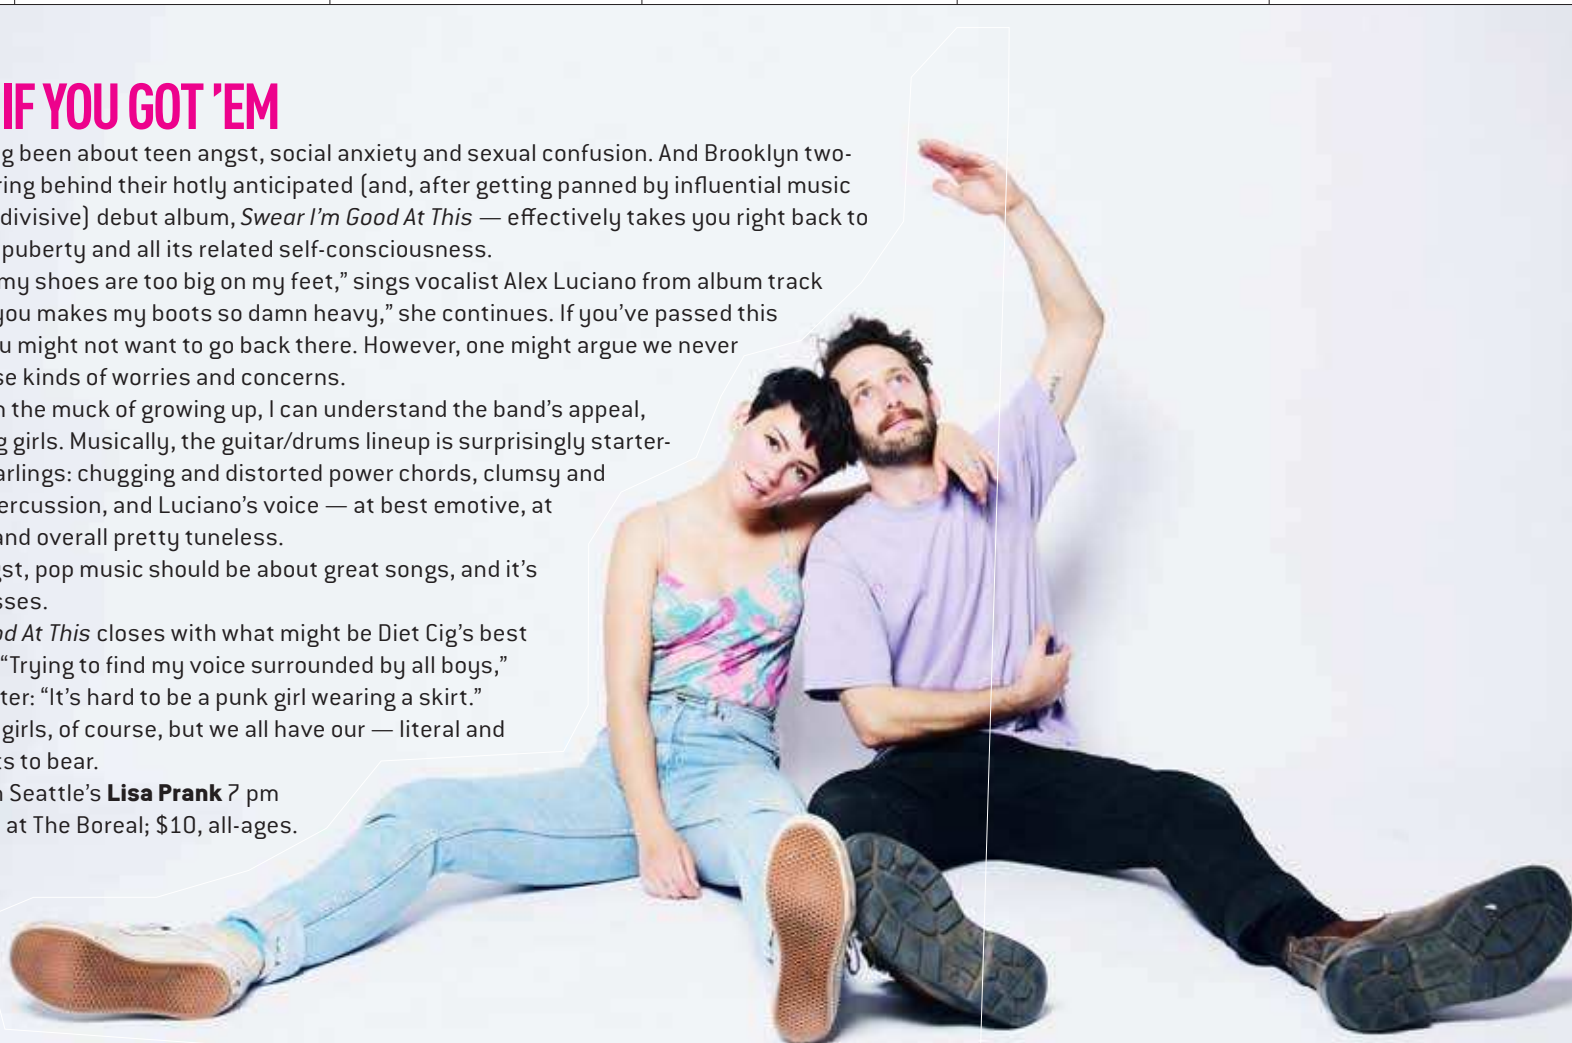 IF YOU GOT ’EM
g been about teen angst, social anxiety and sexual confusion. And Brooklyn two-
ring behind their hotly anticipated (and, after getting panned by influential music
divisive) debut album, Swear I’m Good At This — effectively takes you right back to
puberty and all its related self-consciousness.
my shoes are too big on my feet,” sings vocalist Alex Luciano from album track
you makes my boots so damn heavy,” she continues. If you’ve passed this
u might not want to go back there. However, one might argue we never
se kinds of worries and concerns.
n the muck of growing up, I can understand the band’s appeal,
g girls. Musically, the guitar/drums lineup is surprisingly starter-
arlings: chugging and distorted power chords, clumsy and
ercussion, and Luciano’s voice — at best emotive, at
and overall pretty tuneless.
gst, pop music should be about great songs, and it’s
sses.
od At This closes with what might be Diet Cig’s best
“Trying to find my voice surrounded by all boys,”
ter: “It’s hard to be a punk girl wearing a skirt.”
girls, of course, but we all have our — literal and
ts to bear.
n Seattle’s Lisa Prank 7 pm
at The Boreal; $10, all-ages.